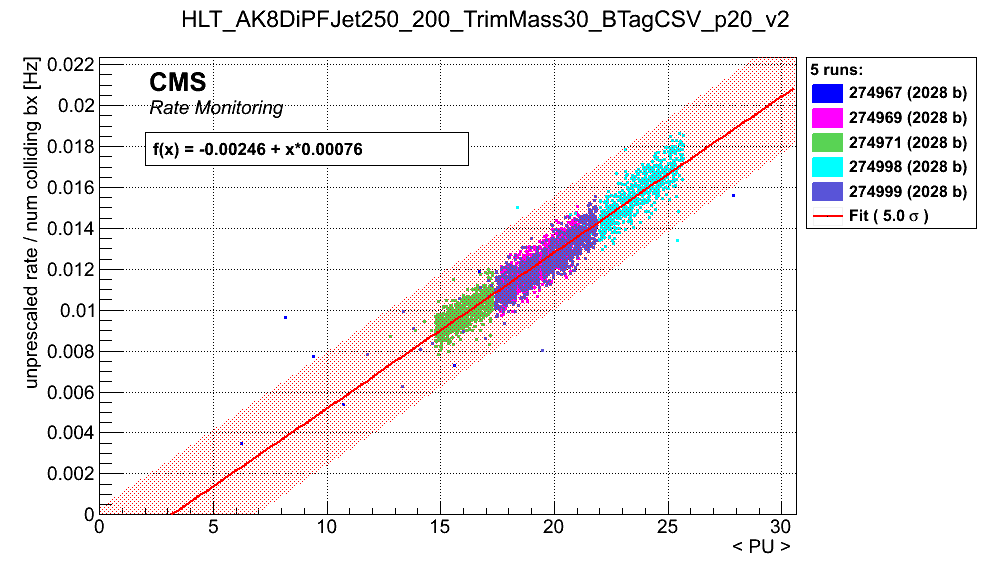 HLT_AK8DiPFJet250_200_TrimMass30_BTagCSV_p20_v2
unprescaled rate / num colliding bx [Hz]
0.022
0.02
0.018
0.016
0.014
0.012
0.01
0.008
0.006
0.004
0.002
0
CMS
Rate Monitoring
f(x) = -0.00246 + x*0.00076
0 5 10 15 20 25 30
< PU >
5 runs:
274967 (2028 b)
274969 (2028 b)
274971 (2028 b)
274998 (2028 b)
274999 (2028 b)
Fit ( 5.0 σ )